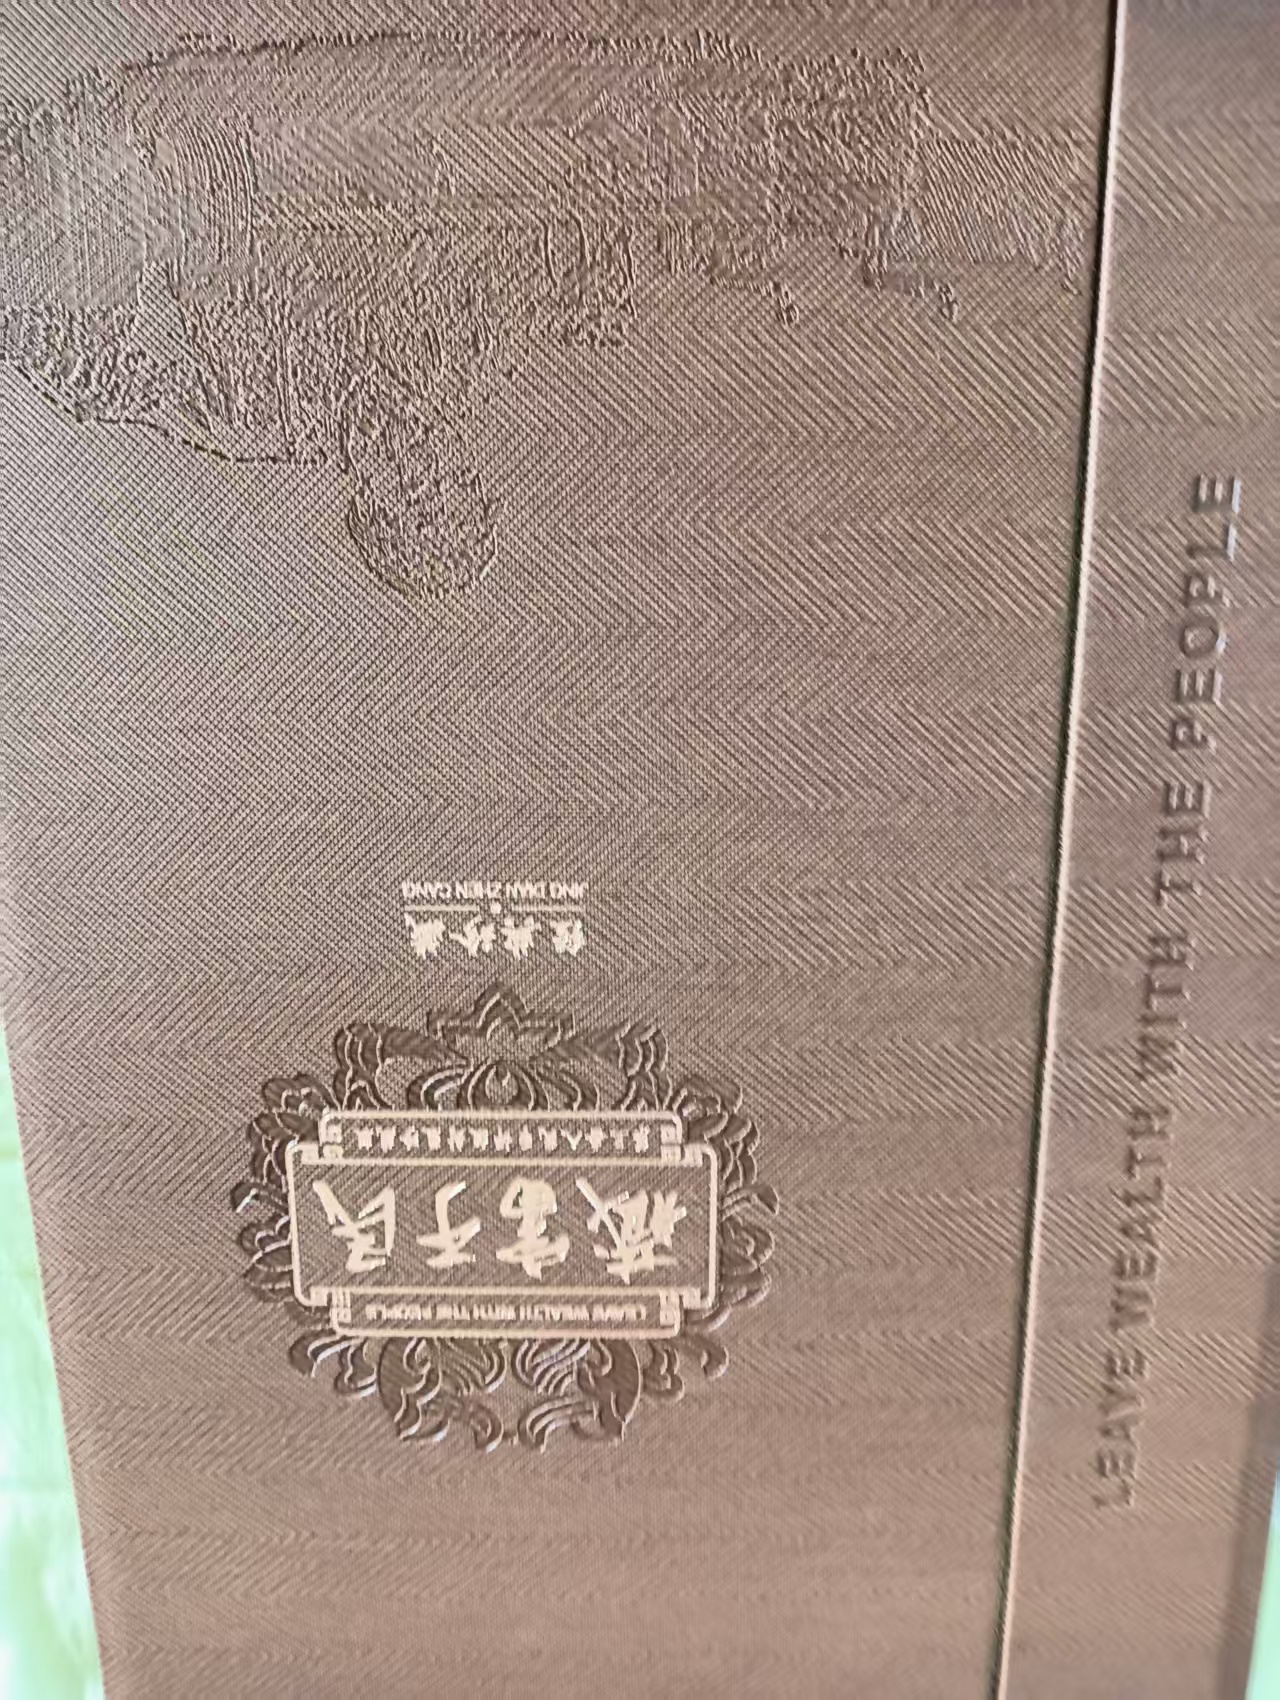 LEAVE WEALTH WITH THE PEOPLE
藏富于民
经典珍藏
JING DIAN ZHEN CANG
LEAVE WEALTH WITH THE PEOPLE